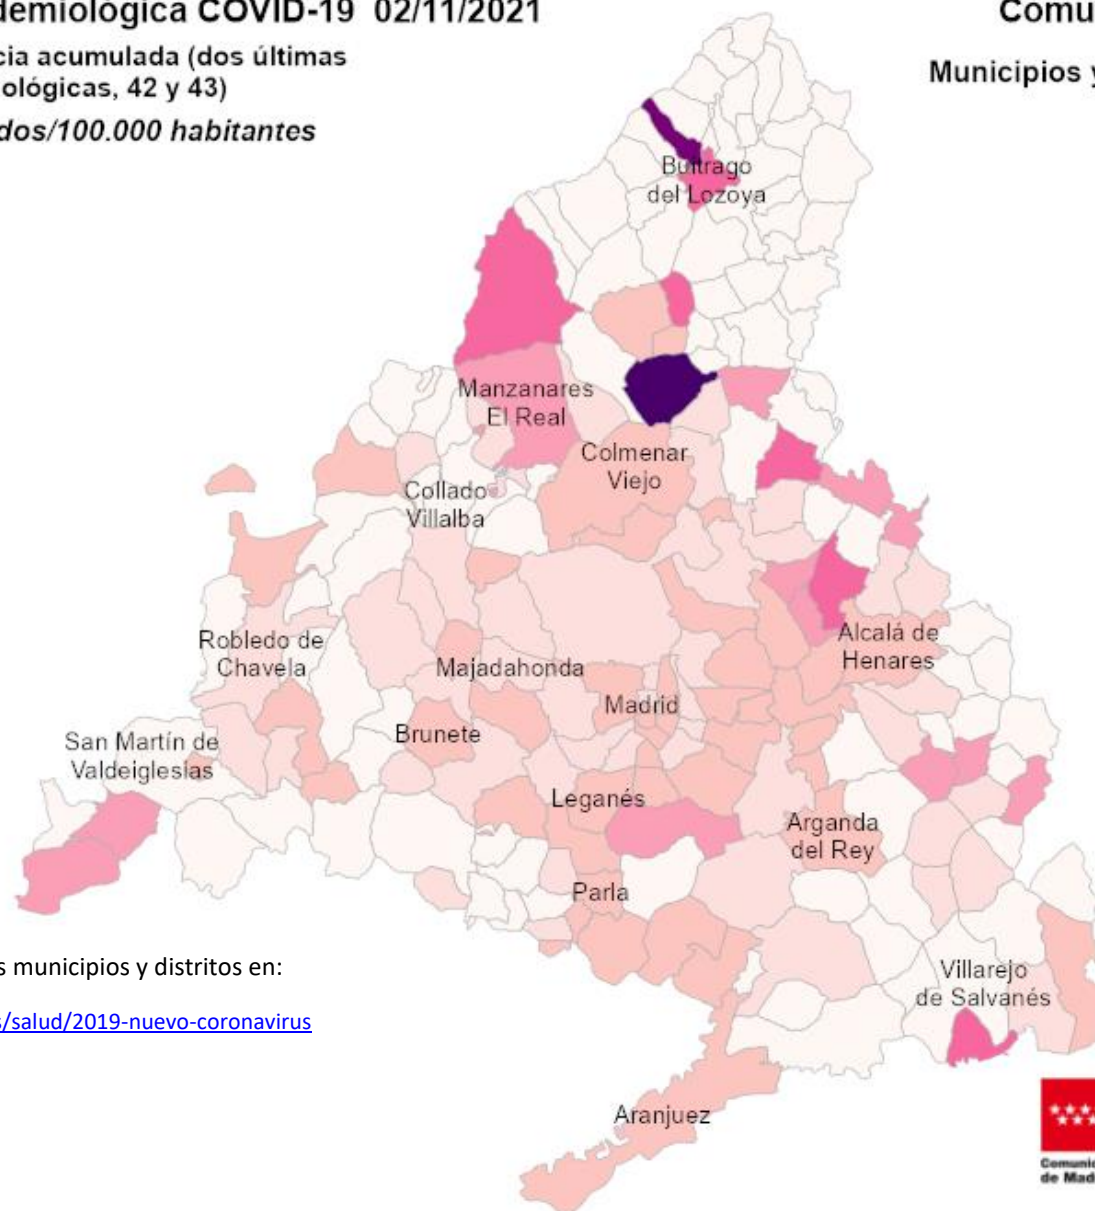 demiológica COVID-19 02/11/2021
Comu
cia acumulada (dos últimas
ológicas, 42 y 43)
Municipios y
dos/100.000 habitantes
Buitrago
del Lozoya
Manzanares
El Real
Colmenar
Viejo
Collado
Villalba
Robledo de
Chavela
Majadahonda
Alcalá de
Henares
Madrid
Brunete
San Martín de
Valdeiglesias
Leganés
Arganda
del Rey
Parla
s municipios y distritos en:
Villarejo
de Salvanés
s/salud/2019-nuevo-coronavirus
Aranjuez
Comunid
de Mad